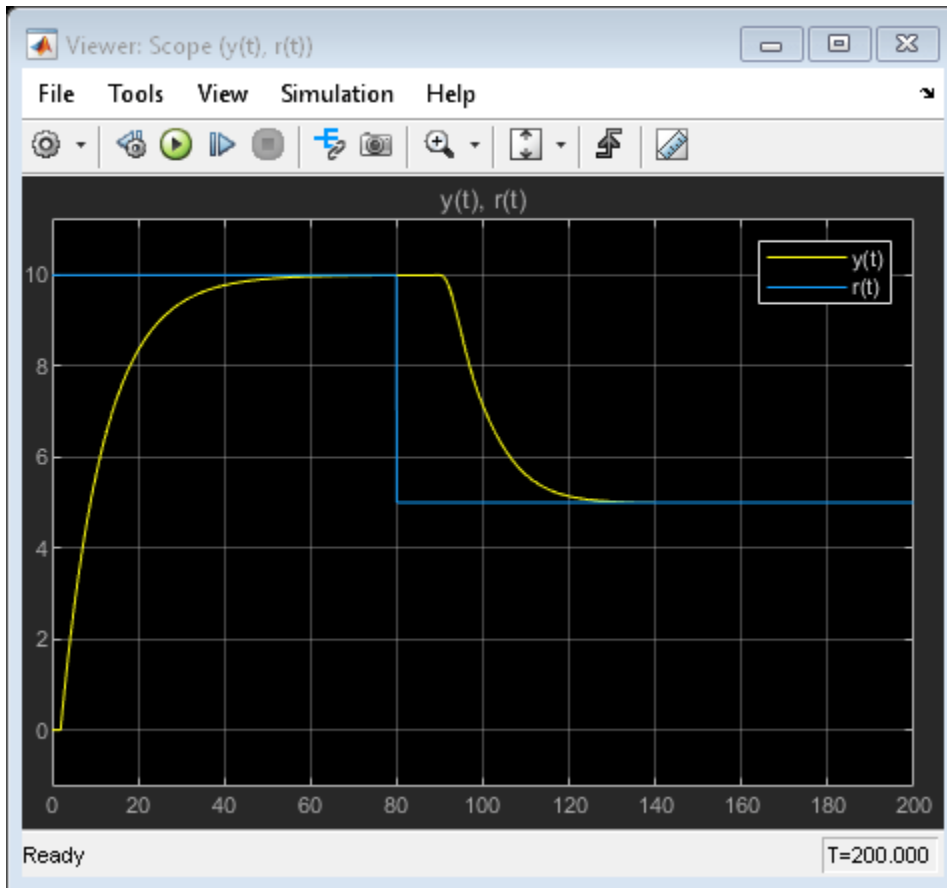 Viewer: Scope (y(t), r(t))
File Tools View Simulation Help
y(t), r(t)
y(t)
r(t)
10
8
6
4
2
0
0 20 40 60 80 100 120 140 160 180 200
Ready T=200.000